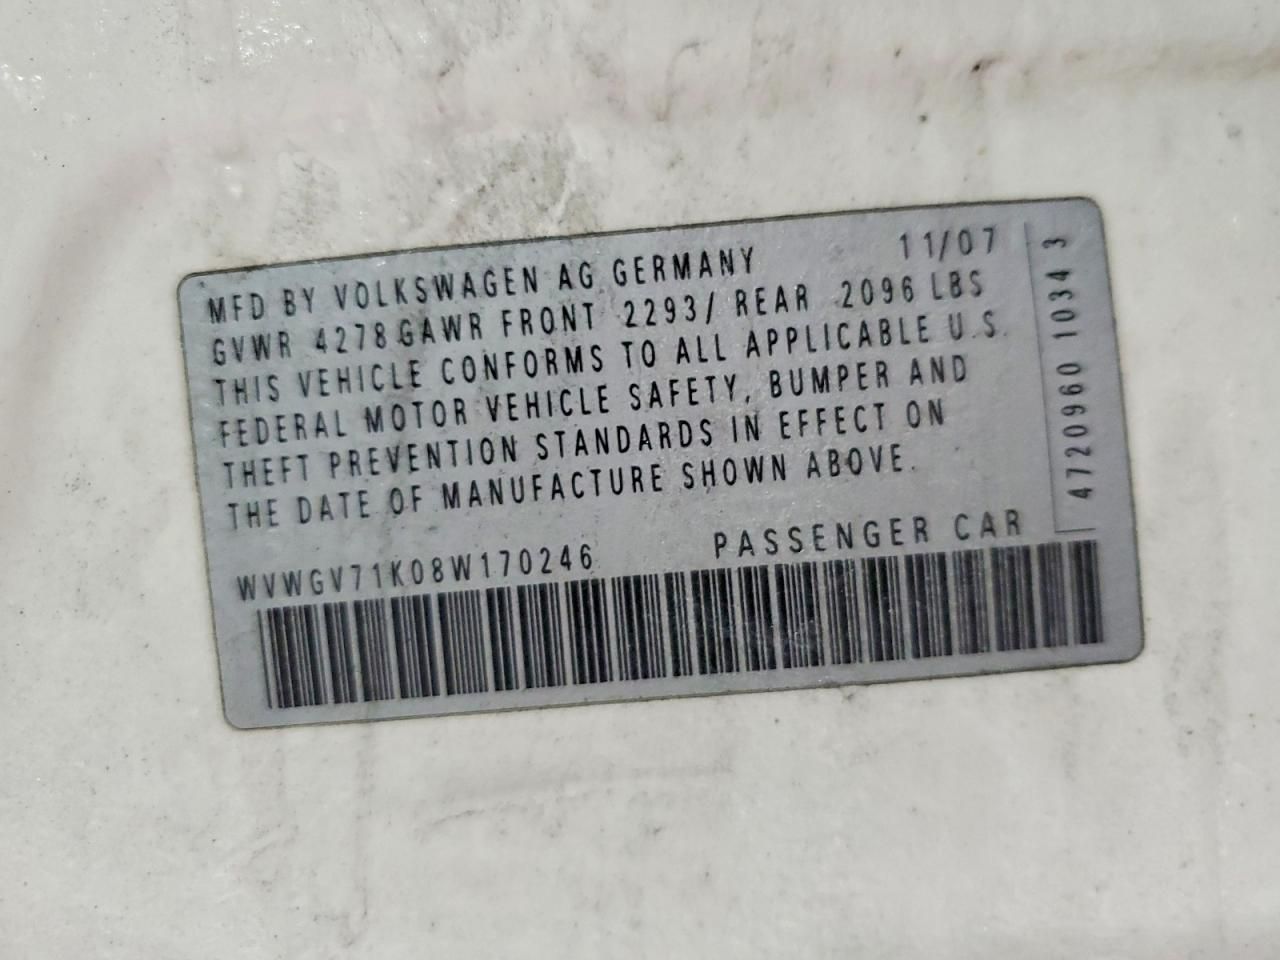 MFD BY VOLKSWAGEN AG GERMANY 11/07
GVWR 4278 GAWR FRONT 2293/ REAR 2096 LBS
THIS VEHICLE CONFORMS TO ALL APPLICABLE U.S.
FEDERAL MOTOR VEHICLE SAFETY, BUMPER AND
THEFT PREVENTION STANDARDS IN EFFECT ON
THE DATE OF MANUFACTURE SHOWN ABOVE.
WVWGV71K08W170246 PASSENGER CAR
4720960 1034 3